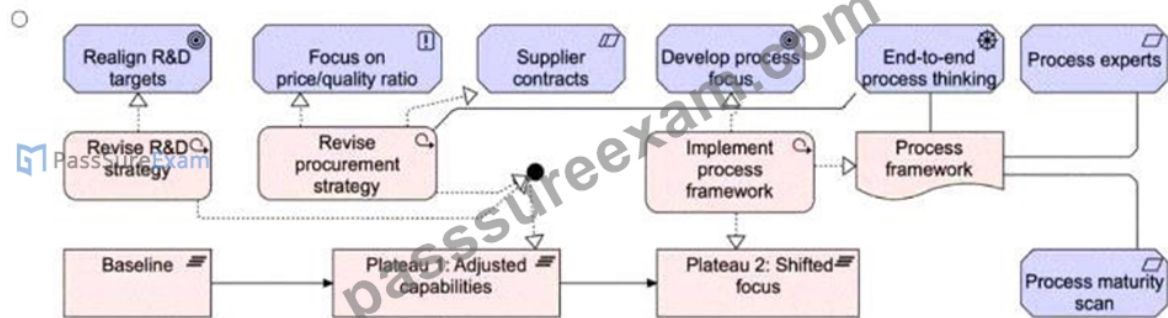 Realign R&D
targets
Focus on
price/quality ratio
Supplier
contracts
Develop process
focus
End-to-end
process thinking
Process experts
Revise R&D
strategy
Revise
procurement
strategy
Implement
process
framework
Process
framework
Baseline
Plateau 1: Adjusted
capabilities
Plateau 2: Shifted
focus
Process maturity
scan
PassSureExam
passsureexam.com